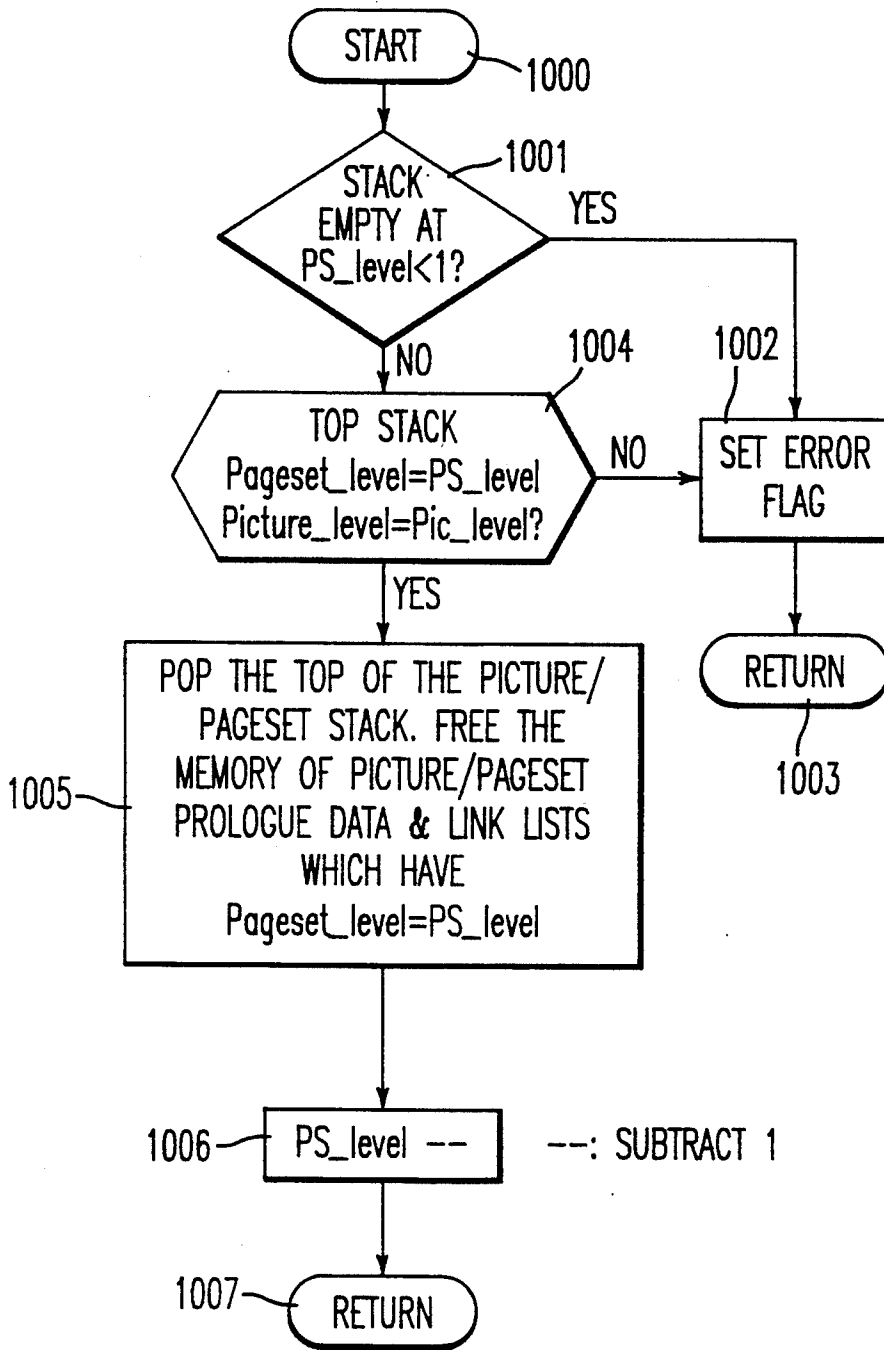 START
1000
1001
STACK
EMPTY AT
PS_level<1?
YES
NO
1004
TOP STACK
Pageset_level=PS_level
Picture_level=Pic_level?
NO
1002
SET ERROR
FLAG
YES
RETURN
1003
1005
POP THE TOP OF THE PICTURE/
PAGESET STACK. FREE THE
MEMORY OF PICTURE/PAGESET
PROLOGUE DATA & LINK LISTS
WHICH HAVE
Pageset_level=PS_level
1006
PS_level --
--: SUBTRACT 1
1007
RETURN